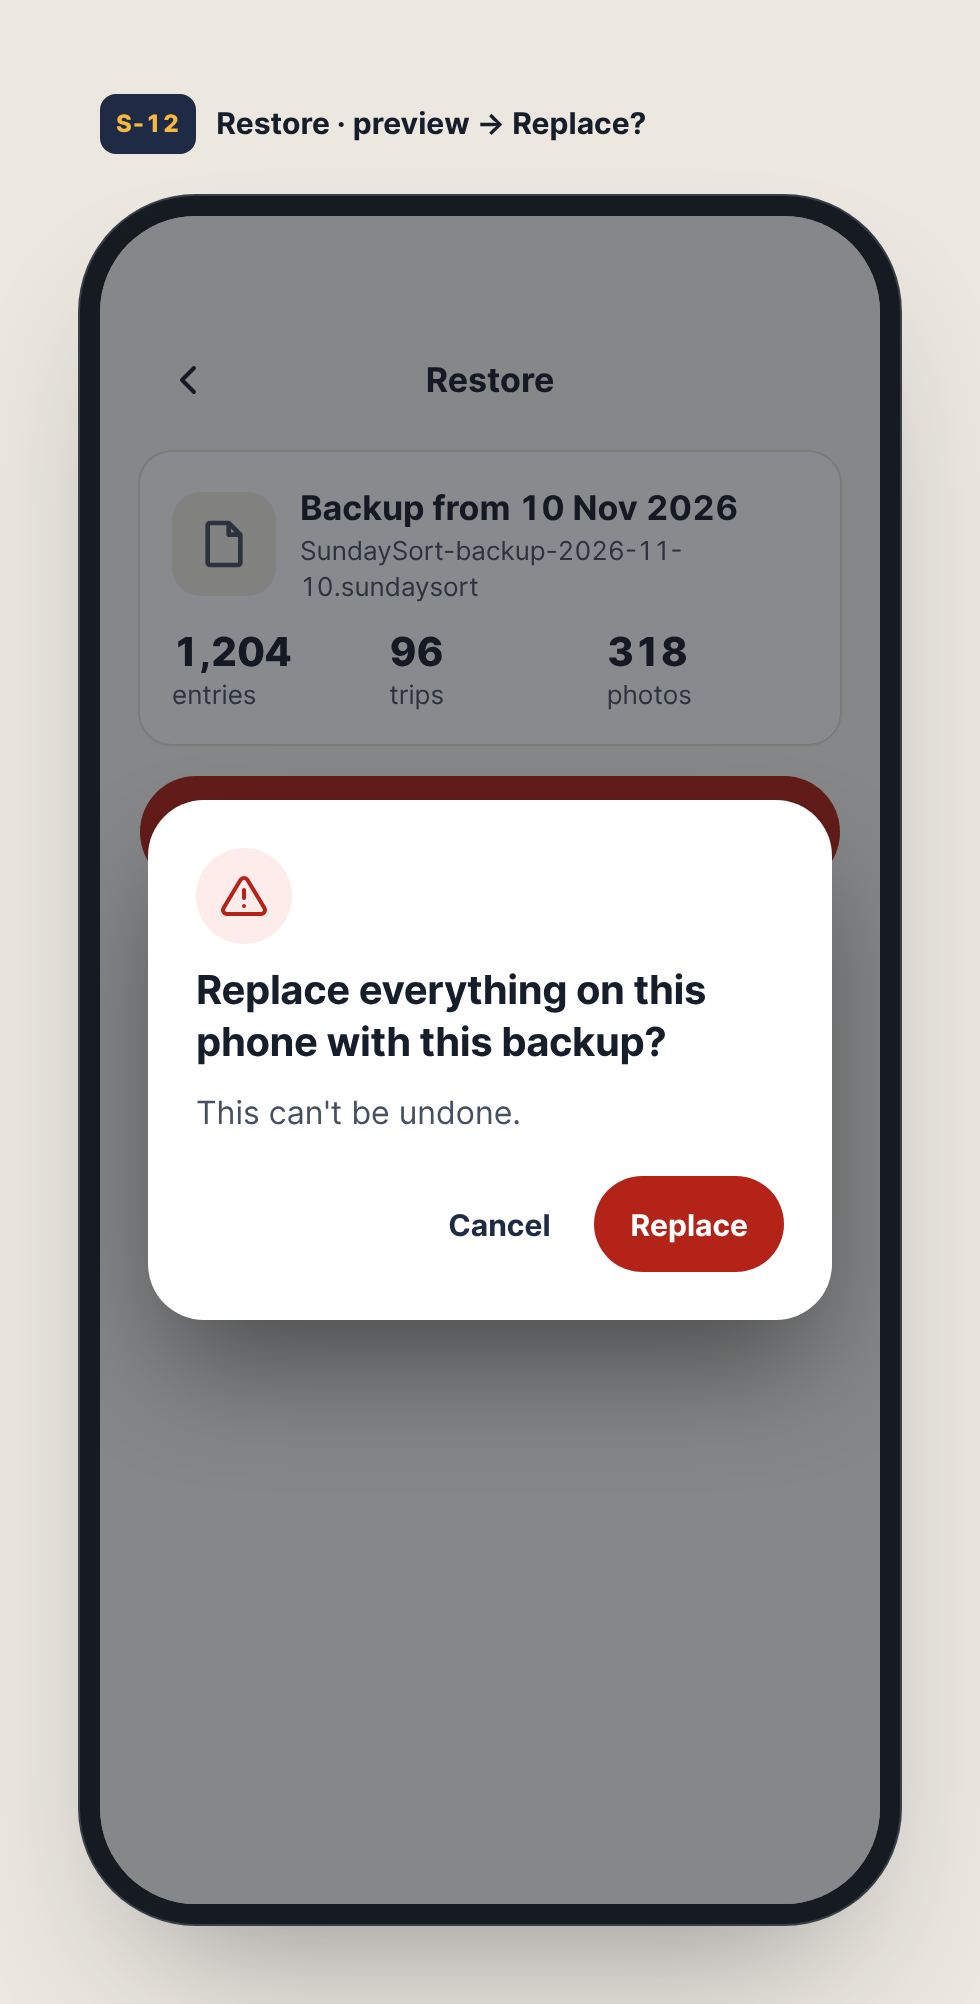 S-12 Restore · preview → Replace?
Restore
Backup from 10 Nov 2026
SundaySort-backup-2026-11-
10.sundaysort
1,204 96 318
entries trips photos
Replace everything on this
phone with this backup?
This can't be undone.
Cancel Replace